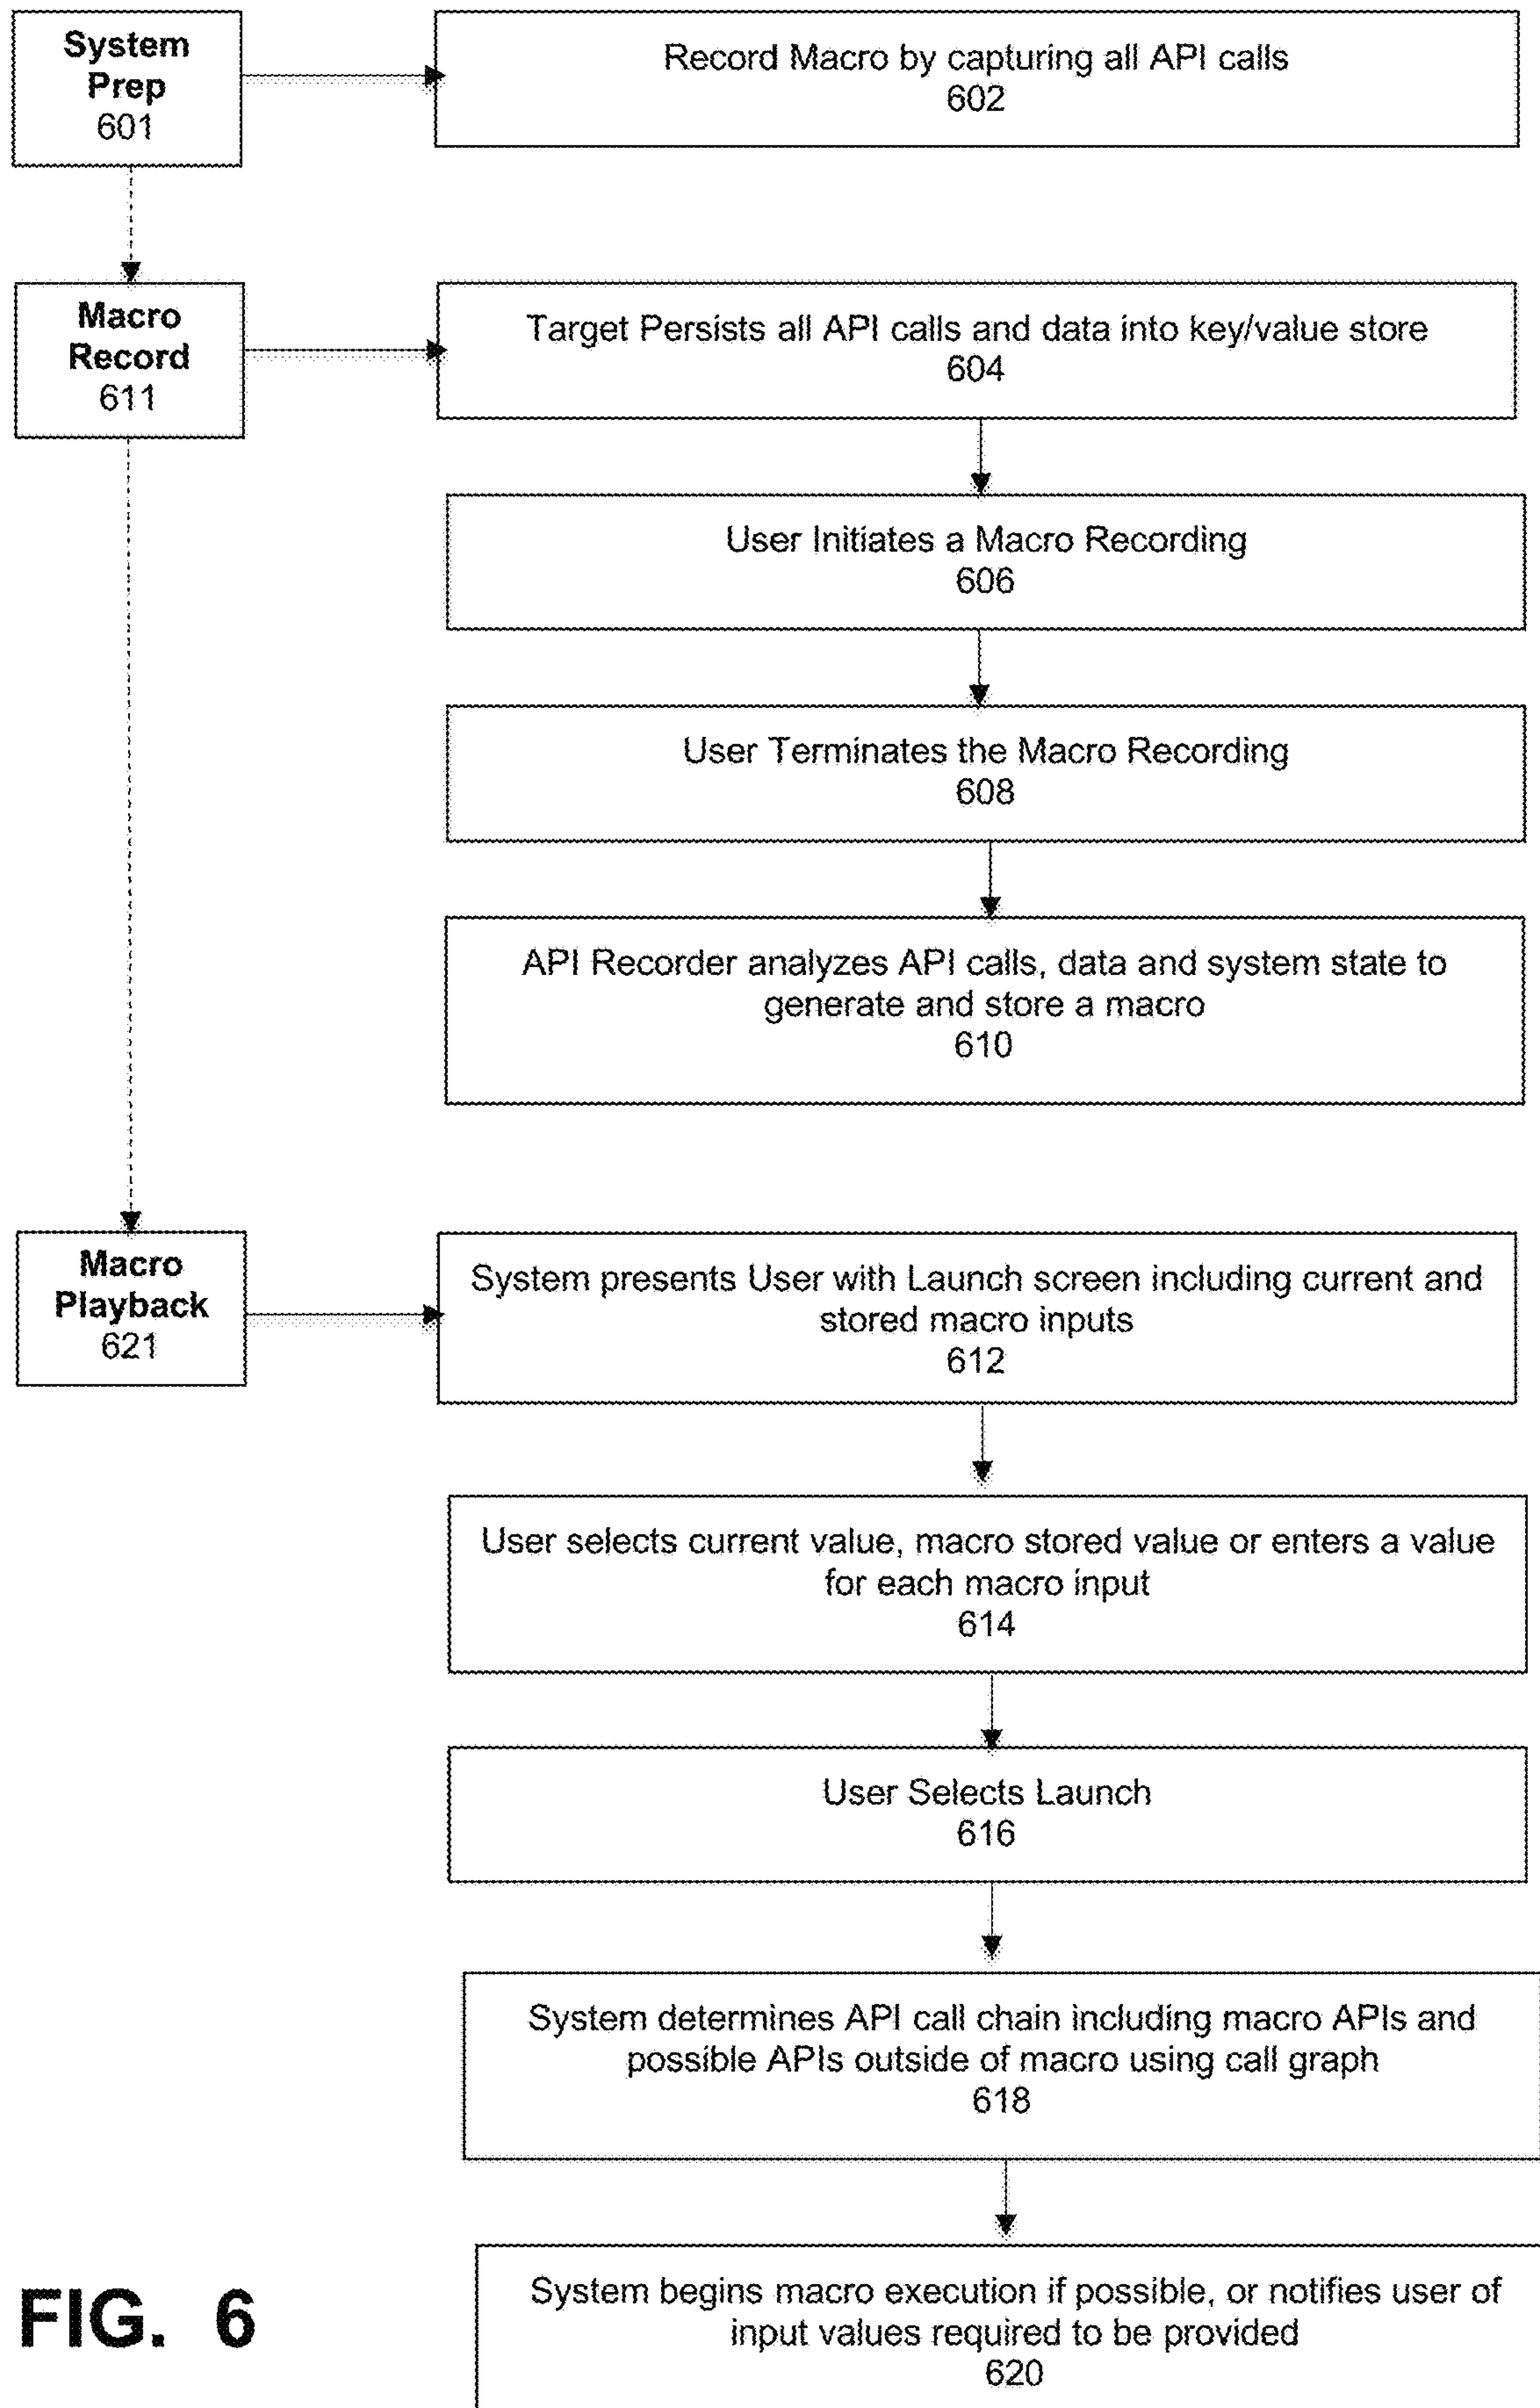 System
Prep
601
Record Macro by capturing all API calls
602
Macro
Record
611
Target Persists all API calls and data into key/value store
604
User Initiates a Macro Recording
606
User Terminates the Macro Recording
608
API Recorder analyzes API calls, data and system state to
generate and store a macro
610
Macro
Playback
621
System presents User with Launch screen including current and
stored macro inputs
612
User selects current value, macro stored value or enters a value
for each macro input
614
User Selects Launch
616
System determines API call chain including macro APIs and
possible APIs outside of macro using call graph
618
System begins macro execution if possible, or notifies user of
input values required to be provided
620
FIG. 6